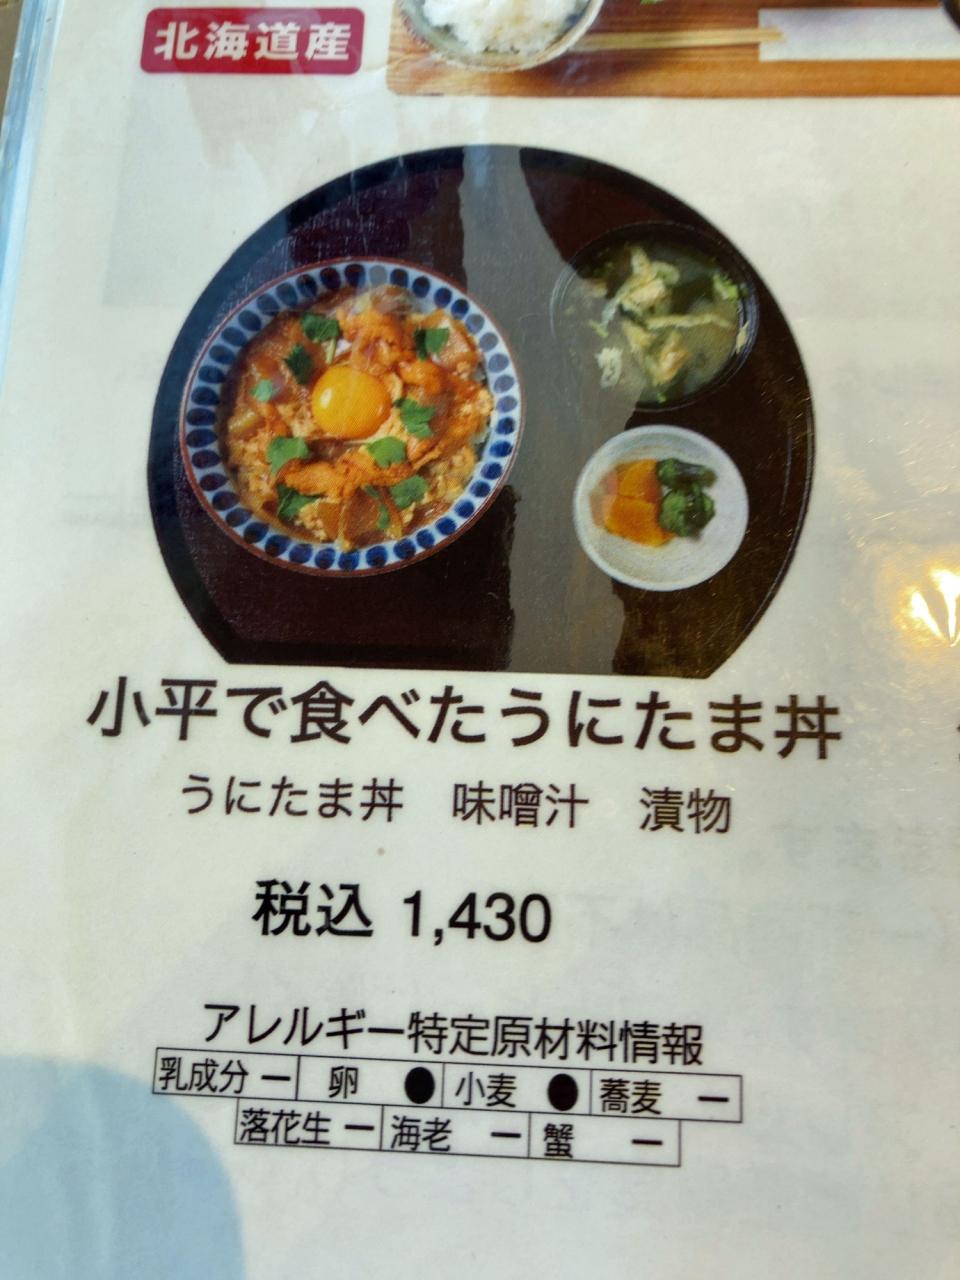 北海道産
小平で食べたうにたま丼
うにたま丼　味噌汁　漬物
税込 1,430
アレルギー特定原材料情報
乳成分 ー 卵 ● 小麦 ● 蕎麦 ー
落花生 ー 海老 ー 蟹 ー